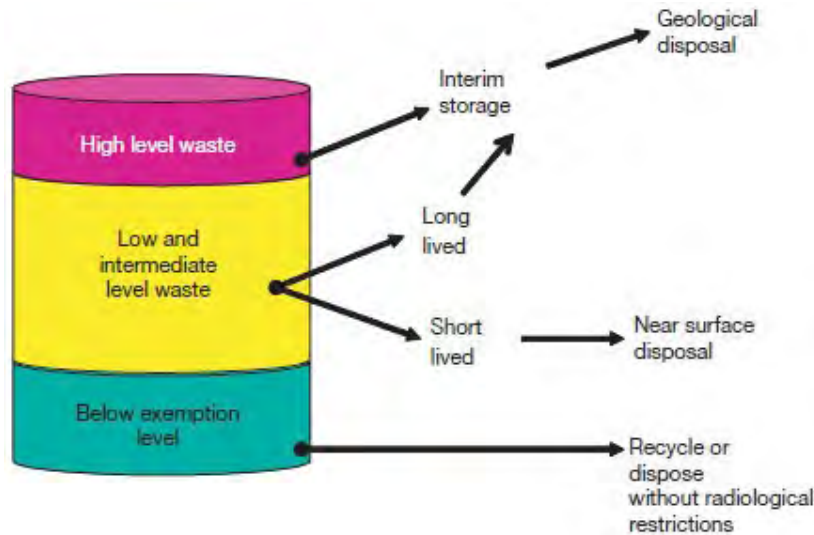 Geological
disposal
Interim
storage
High level waste
Long
lived
Low and
intermediate
level waste
Short
lived
Near surface
disposal
Below exemption
level
Recycle or
dispose
without radiological
restrictions